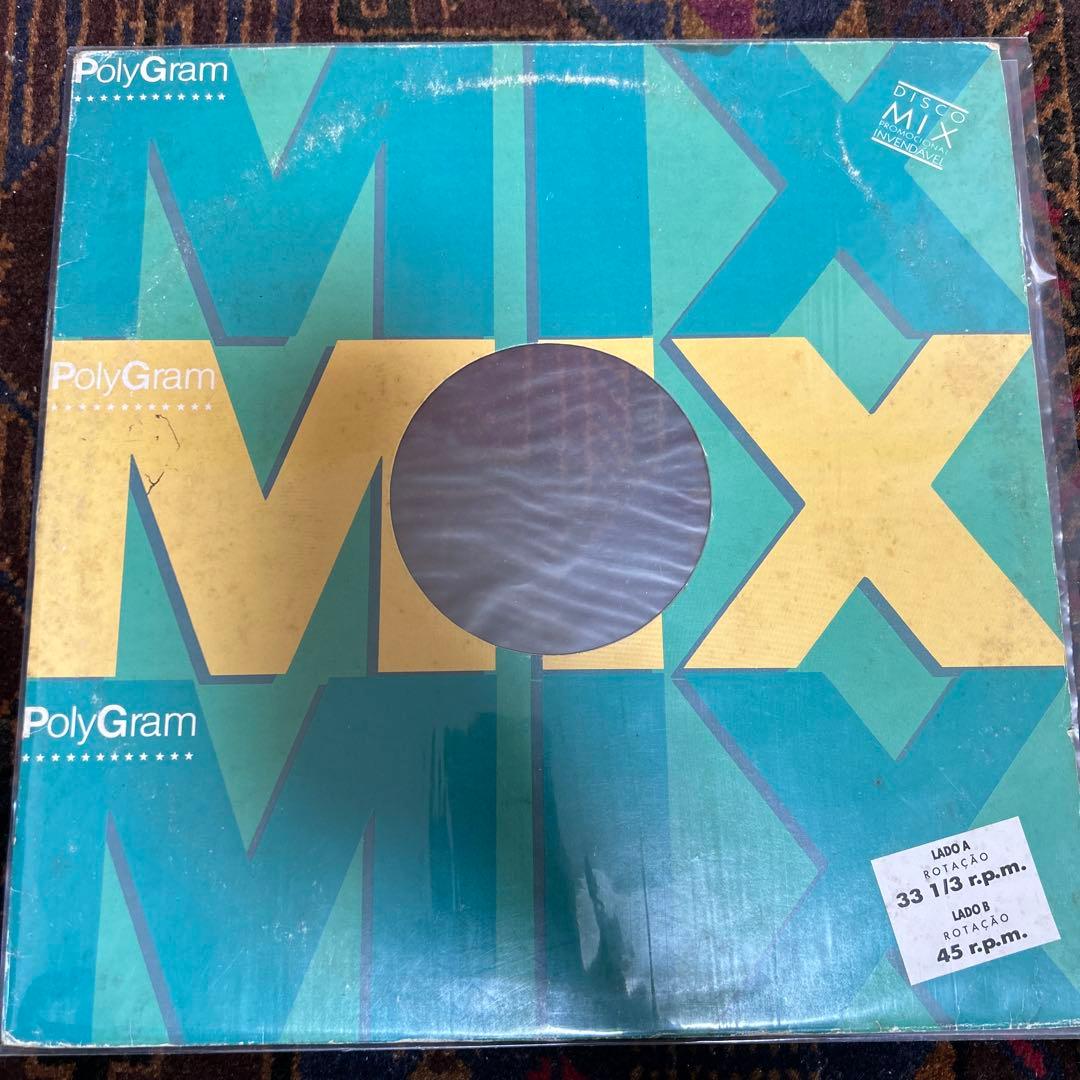 PolyGram
DISCO
MIX
PROMOCIONAL
INVENDÁVEL
MIX
PolyGram
MIX
PolyGram
MIX
LADO A
ROTAÇÃO
33 1/3 r.p.m.
LADO B
ROTAÇÃO
45 r.p.m.